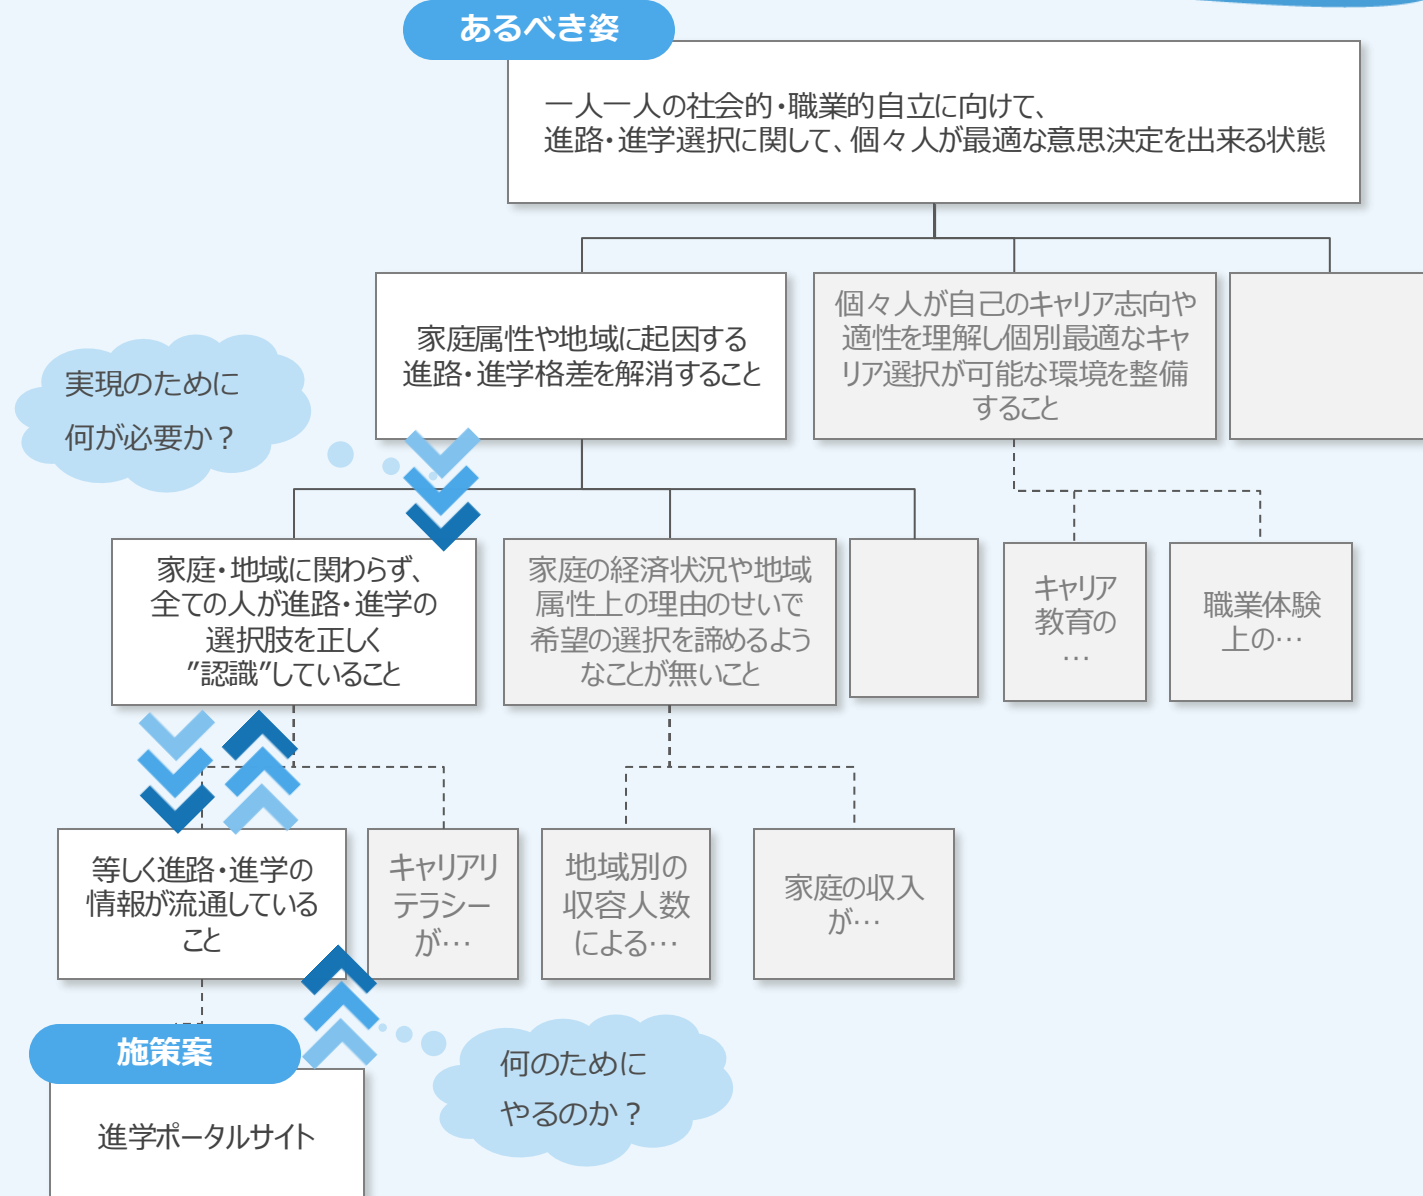 あるべき姿
一人一人の社会的・職業的自立に向けて、
進路・進学選択に関して、個々人が最適な意思決定を出来る状態
家庭属性や地域に起因する
進路・進学格差を解消すること
個々人が自己のキャリア志向や
適性を理解し個別最適なキャ
リア選択が可能な環境を整備
すること
実現のために
何が必要か？
家庭・地域に関わらず、
全ての人が進路・進学の
選択肢を正しく
”認識”していること
家庭の経済状況や地域
属性上の理由のせいで
希望の選択を諦めるよう
なことが無いこと
キャリア
教育の
…
職業体験
上の…
等しく進路・進学の
情報が流通している
こと
キャリアリ
テラシー
が…
地域別の
収容人数
による…
家庭の収入
が…
施策案
進学ポータルサイト
何のために
やるのか？